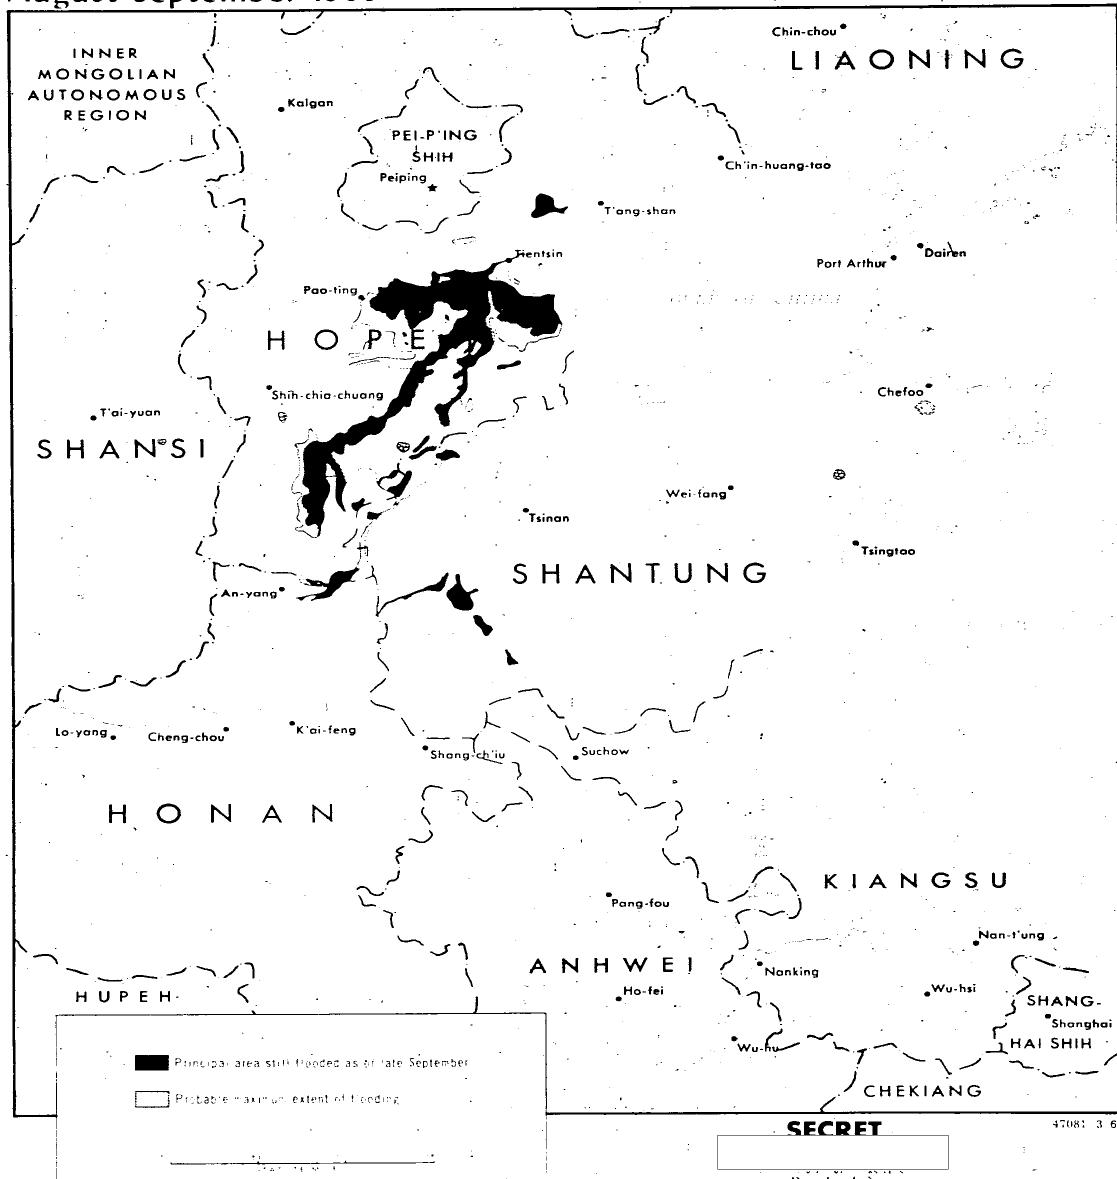 INNER
MONGOLIAN
AUTONOMOUS
REGION
Kalgan
PEI-P'ING
SHIH
Peiping
Chin-chou
LIAONING
Ch'in-huang-tao
T'ang-shan
Tientsin
Port Arthur
Dairen
Pao-ting
HOPE
Shih-chia-chuang
Chefoo
T'ai-yuan
SHANSI
Wei-fang
Tsinan
Tsingtao
SHANTUNG
An-yang
Lo-yang
Cheng-chou
K'ai-feng
Shang-ch'iu
Suchow
HONAN
KIANGSU
Pang-fou
Nan-t'ung
ANHWEI
Nanking
HUPEH
Ho-fei
Wu-hsi
SHANG-
Shanghai
HAI SHIH
Wu-hu
CHEKIANG
Principal area still flooded as of late September
Probable maximum extent of flooding
SECRET